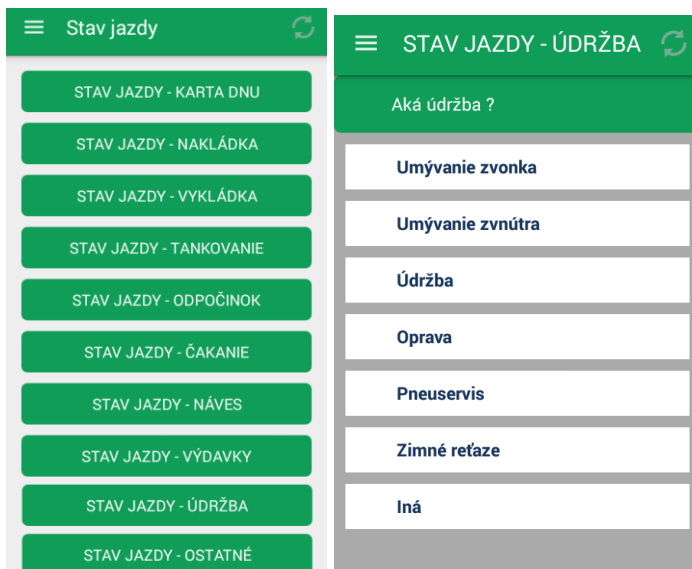 Stav jazdy
STAV JAZDY - KARTA DNU
STAV JAZDY - NAKLÁDKA
STAV JAZDY - VYKLÁDKA
STAV JAZDY - TANKOVANIE
STAV JAZDY - ODPOČINOK
STAV JAZDY - ČAKANIE
STAV JAZDY - NÁVES
STAV JAZDY - VÝDAVKY
STAV JAZDY - ÚDRŽBA
STAV JAZDY - OSTATNÉ
STAV JAZDY - ÚDRŽBA
Aká údržba ?
Umývanie zvonka
Umývanie zvnútra
Údržba
Oprava
Pneuservis
Zimné reťaze
Iná